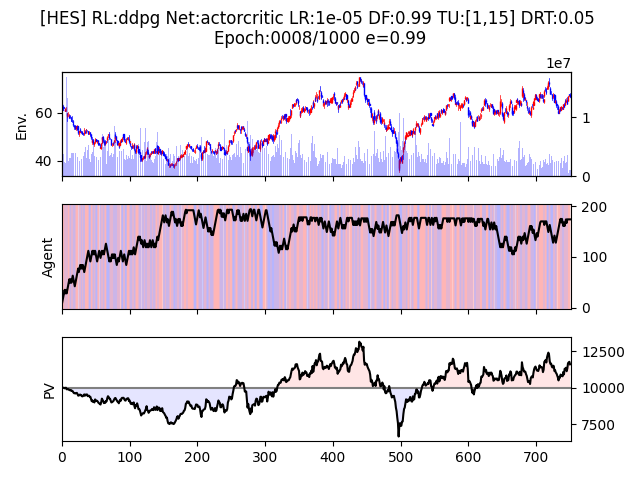 [HES] RL:ddpg Net:actorcritic LR:1e-05 DF:0.99 TU:[1,15] DRT:0.05
Epoch:0008/1000 e=0.99
1e7
Env.
60
40
1
0
Agent
200
100
0
PV
12500
10000
7500
0 100 200 300 400 500 600 700